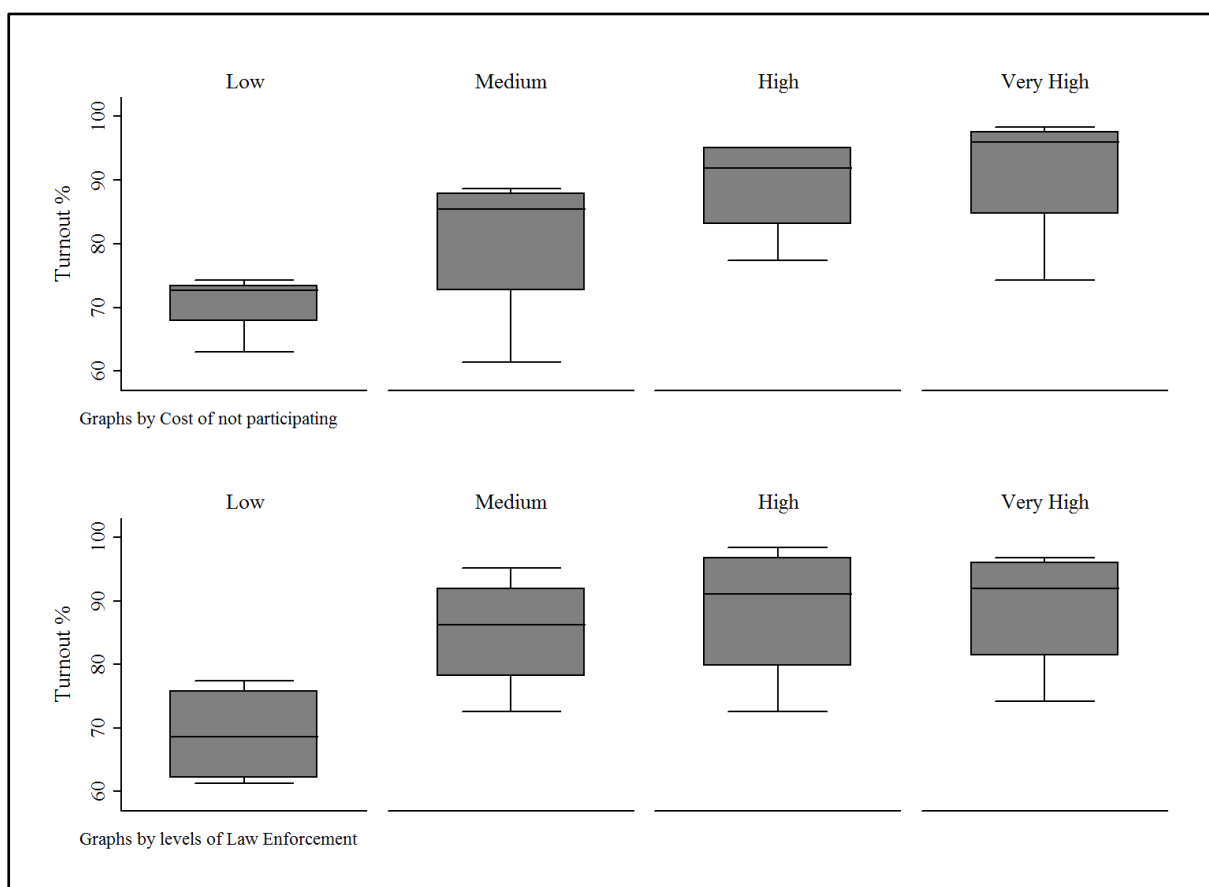 Low Medium High Very High
100
90
80
70
60
Turnout %
Graphs by Cost of not participating
Low Medium High Very High
100
90
80
70
60
Turnout %
Graphs by levels of Law Enforcement